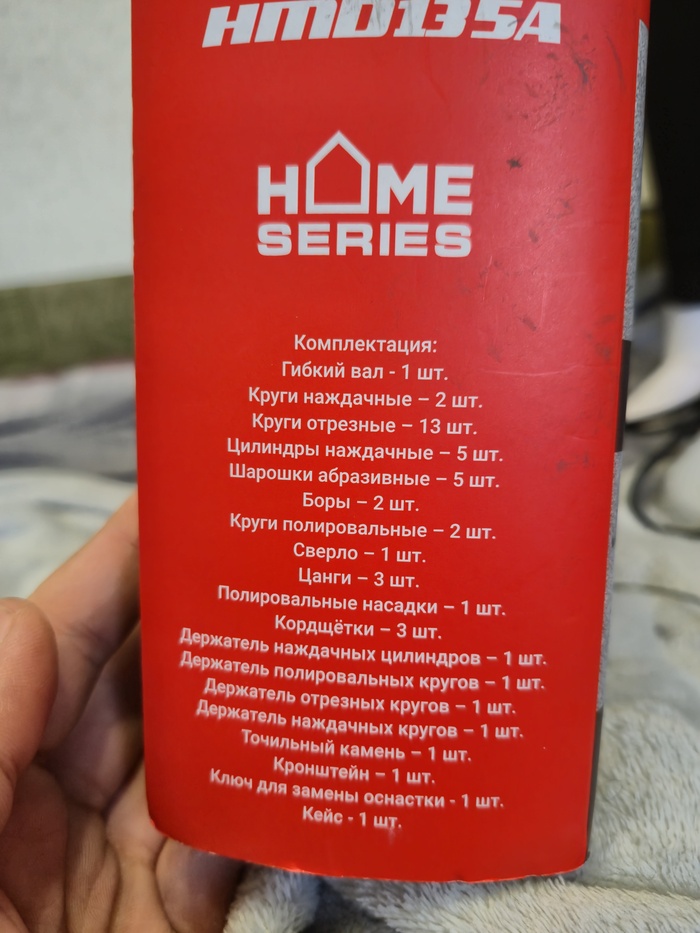 HMD135A
HOME
SERIES
Комплектация:
Гибкий вал - 1 шт.
Круги наждачные – 2 шт.
Круги отрезные – 13 шт.
Цилиндры наждачные – 5 шт.
Шарошки абразивные – 5 шт.
Боры – 2 шт.
Круги полировальные – 2 шт.
Сверло – 1 шт.
Цанги – 3 шт.
Полировальные насадки – 1 шт.
Кордщётки – 3 шт.
Держатель наждачных цилиндров – 1 шт.
Держатель полировальных кругов – 1 шт.
Держатель отрезных кругов – 1 шт.
Держатель наждачных кругов – 1 шт.
Точильный камень – 1 шт.
Кронштейн – 1 шт.
Ключ для замены оснастки - 1 шт.
Кейс - 1 шт.